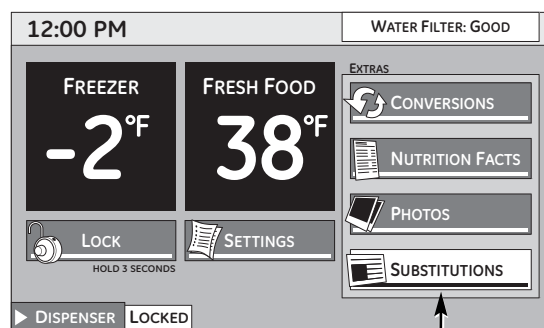 12:00 PM
WATER FILTER: GOOD
EXTRAS
FREEZER
-2°F
FRESH FOOD
38°F
CONVERSIONS
NUTRITION FACTS
PHOTOS
SUBSTITUTIONS
LOCK
HOLD 3 SECONDS
SETTINGS
DISPENSER LOCKED